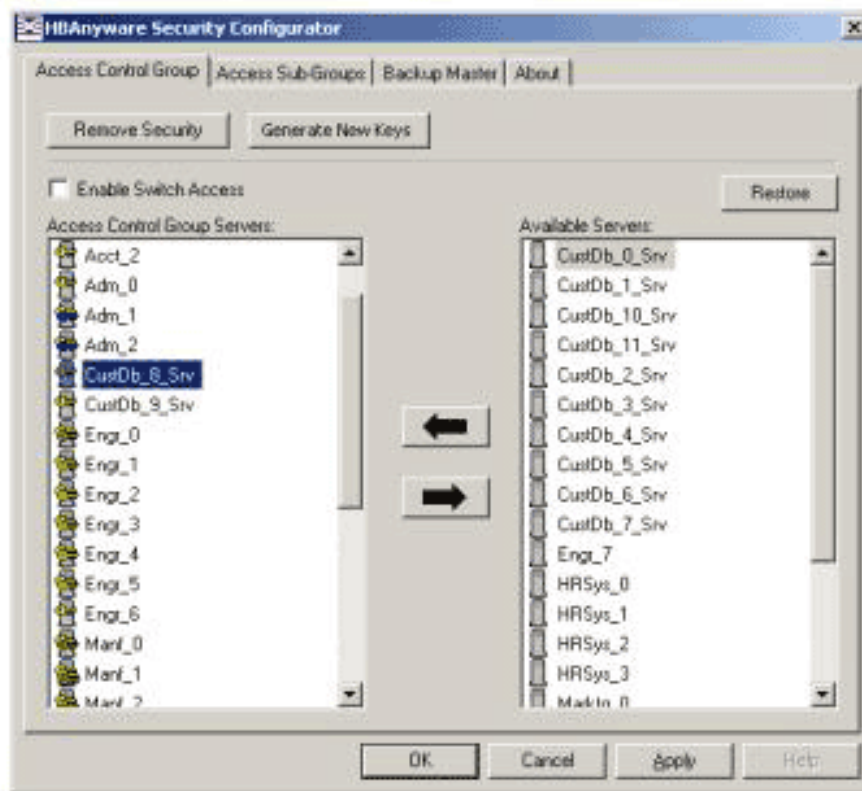 HBAnyware Security Configurator
Access Control Group
Access Sub-Groups
Backup Master
About
Remove Security
Generate New Keys
Enable Switch Access
Restore
Access Control Group Servers:
Acct_2
Adm_0
Adm_1
Adm_2
CustDb_8_Srv
CustDb_9_Srv
Engr_0
Engr_1
Engr_2
Engr_3
Engr_4
Engr_5
Engr_6
Manf_0
Manf_1
Manf_2
Available Servers:
CustDb_0_Srv
CustDb_1_Srv
CustDb_10_Srv
CustDb_11_Srv
CustDb_2_Srv
CustDb_3_Srv
CustDb_4_Srv
CustDb_5_Srv
CustDb_6_Srv
CustDb_7_Srv
Engr_7
HRSys_0
HRSys_1
HRSys_2
HRSys_3
Marktn_0
OK
Cancel
Apply
Help